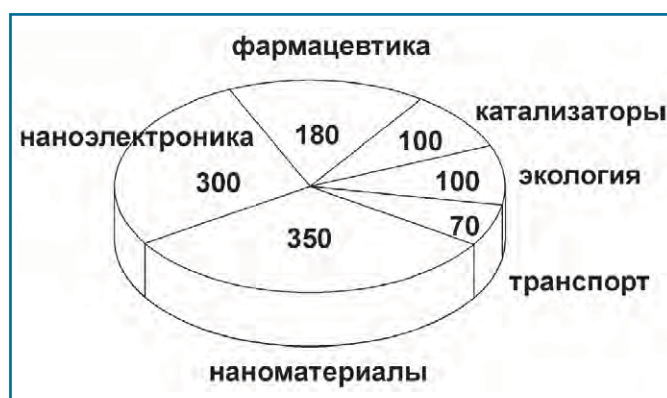 фармацевтика
катализаторы
наноэлектроника
180
100
300
100
экология
350
70
транспорт
наноматериалы